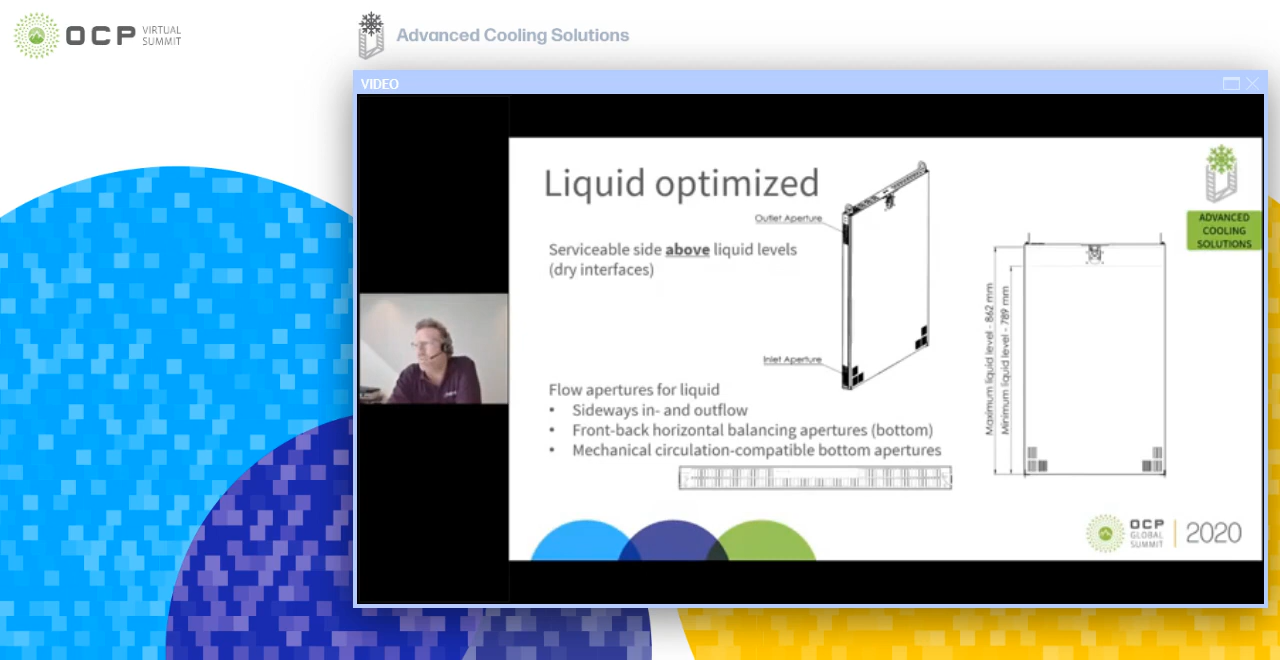 OCP VIRTUAL
SUMMIT
Advanced Cooling Solutions
VIDEO
Liquid optimized
Outlet Aperture
Serviceable side above liquid levels
(dry interfaces)
Inlet Aperture
Flow apertures for liquid
• Sideways in- and outflow
• Front-back horizontal balancing apertures (bottom)
• Mechanical circulation-compatible bottom apertures
Maximum liquid level - 862 mm
Minimum liquid level - 789 mm
ADVANCED
COOLING
SOLUTIONS
OCP
GLOBAL
SUMMIT
2020